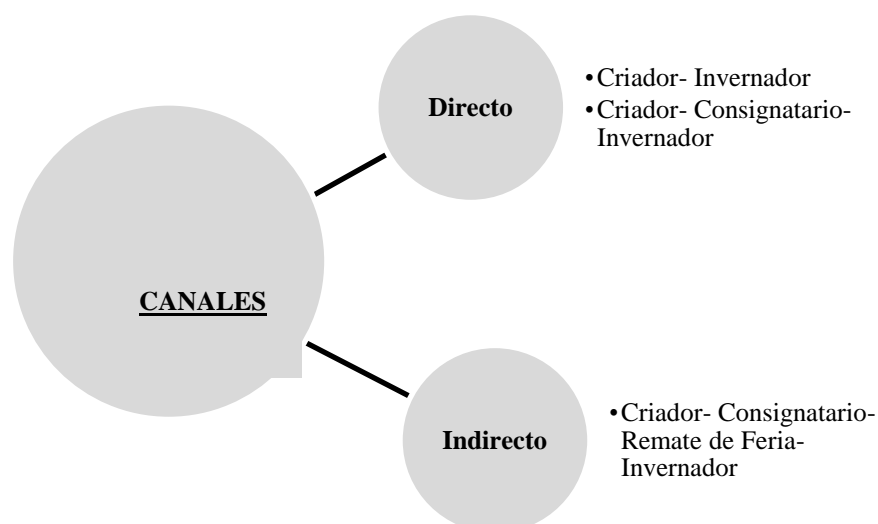 CANALES
Directo
•Criador- Invernador
•Criador- Consignatario-
Invernador
Indirecto
•Criador- Consignatario-
Remate de Feria-
Invernador